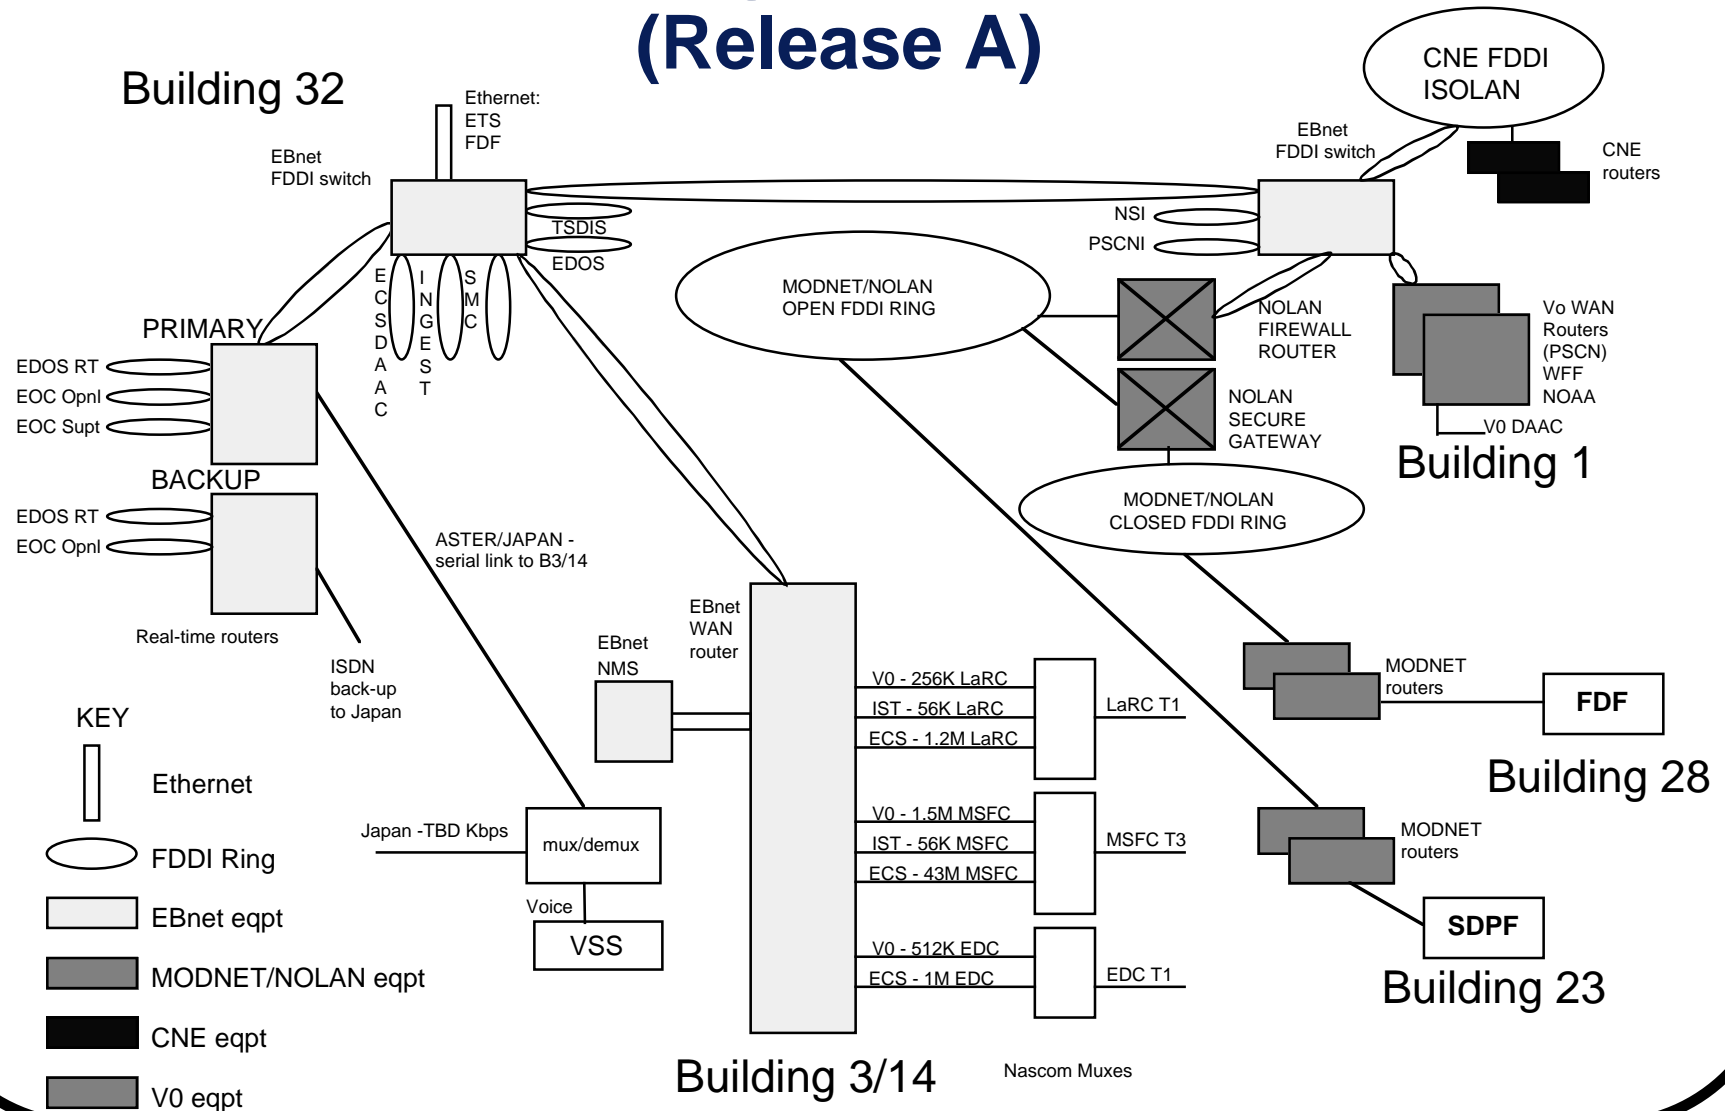 (Release A)
Building 32
Ethernet:
ETS
FDF
EBnet
FDDI switch
CNE FDDI
ISOLAN
EBnet
FDDI switch
CNE
routers
TSDIS
EDOS
NSI
PSCNI
ECSDAAC
INGEST
SMC
MODNET/NOLAN
OPEN FDDI RING
NOLAN
FIREWALL
ROUTER
Vo WAN
Routers
(PSCN)
WFF
NOAA
V0 DAAC
Building 1
PRIMARY
EDOS RT
EOC Opnl
EOC Supt
BACKUP
EDOS RT
EOC Opnl
Real-time routers
ISDN
back-up
to Japan
ASTER/JAPAN -
serial link to B3/14
NOLAN
SECURE
GATEWAY
MODNET/NOLAN
CLOSED FDDI RING
EBnet
WAN
router
EBnet
NMS
V0 - 256K LaRC
IST - 56K LaRC
ECS - 1.2M LaRC
LaRC T1
V0 - 1.5M MSFC
IST - 56K MSFC
ECS - 43M MSFC
MSFC T3
V0 - 512K EDC
ECS - 1M EDC
EDC T1
MODNET
routers
FDF
Building 28
MODNET
routers
SDPF
Building 23
Japan -TBD Kbps
mux/demux
Voice
VSS
KEY
Ethernet
FDDI Ring
EBnet eqpt
MODNET/NOLAN eqpt
CNE eqpt
V0 eqpt
Building 3/14
Nascom Muxes